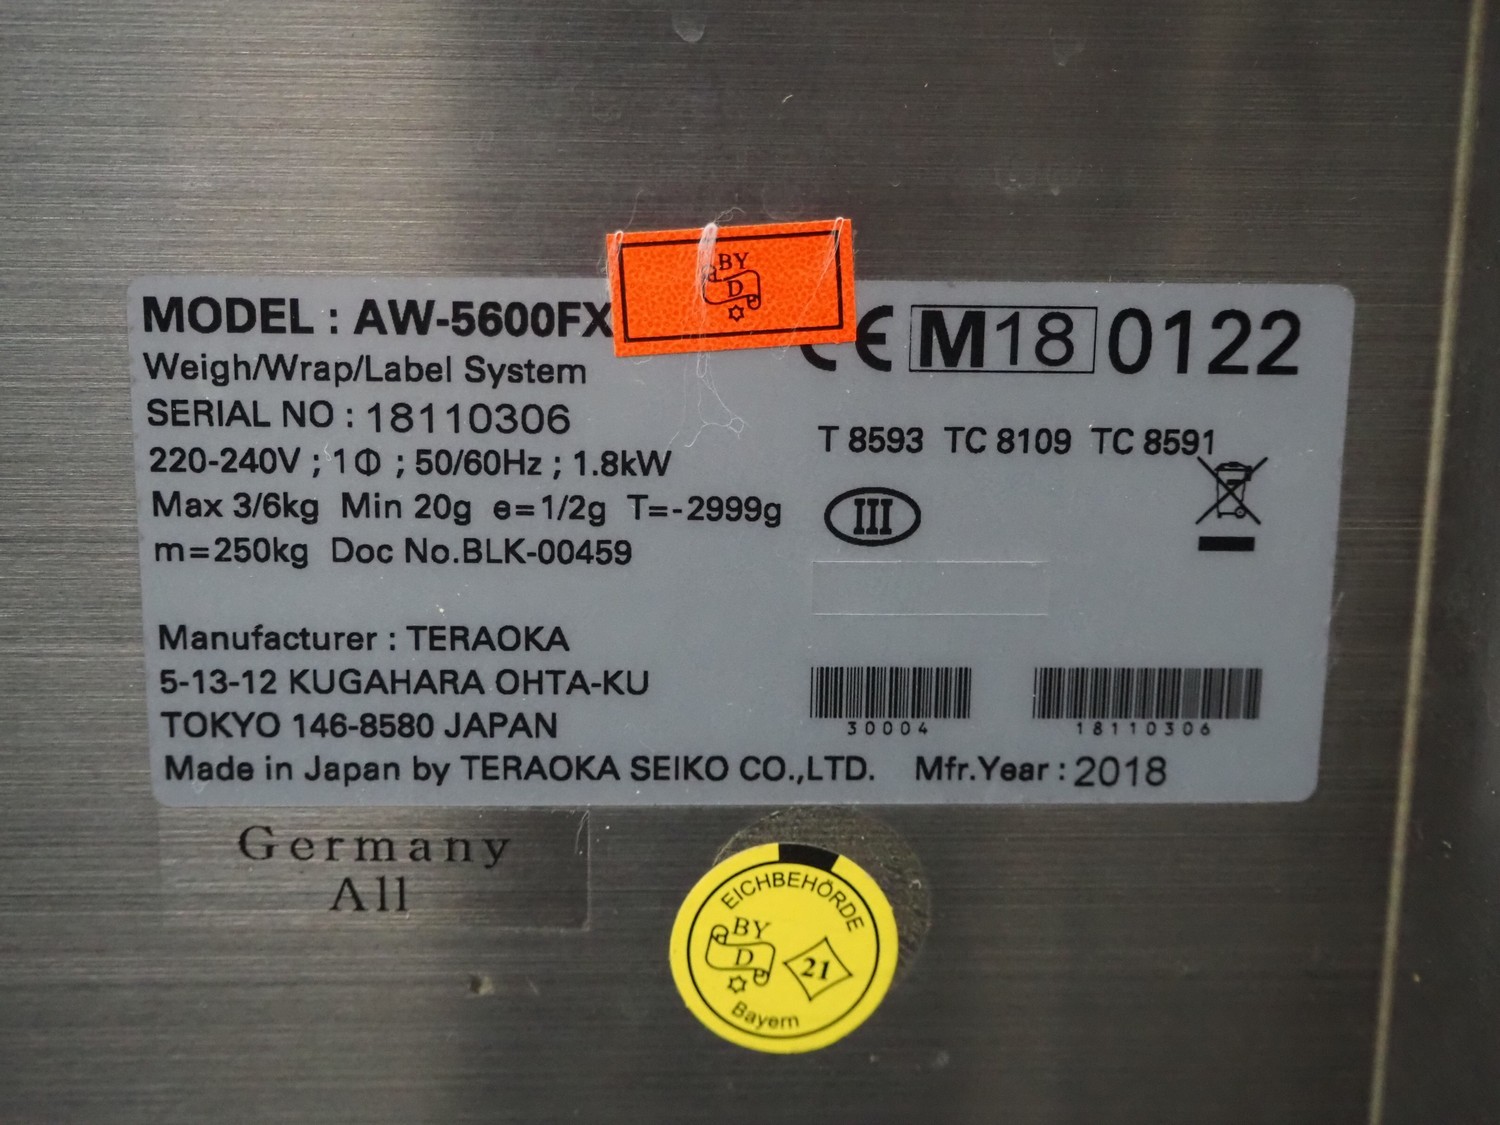 BY
D
MODEL : AW-5600FX
CE M18 0122
Weigh/Wrap/Label System
SERIAL NO : 18110306
220-240V ; 1Φ ; 50/60Hz ; 1.8kW
Max 3/6kg Min 20g e=1/2g T=-2999g
m=250kg Doc No.BLK-00459
T 8593 TC 8109 TC 8591
III
Manufacturer : TERAOKA
5-13-12 KUGAHARA OHTA-KU
TOKYO 146-8580 JAPAN
Made in Japan by TERAOKA SEIKO CO.,LTD. Mfr.Year : 2018
30004
18110306
Germany
All
EICHBEHÖRDE
BY
D
21
Bayern